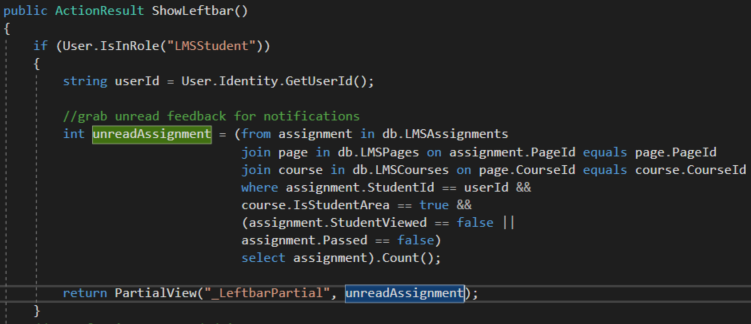 public ActionResult ShowLeftbar()
{
if (User.IsInRole("LMSStudent"))
{
string userId = User.Identity.GetUserId();
//grab unread feedback for notifications
int unreadAssignment = (from assignment in db.LMSAssignments
join page in db.LMSPages on assignment.PageId equals page.PageId
join course in db.LMSCourses on page.CourseId equals course.CourseId
where assignment.StudentId == userId &&
course.IsStudentArea == true &&
(assignment.StudentViewed == false ||
assignment.Passed == false)
select assignment).Count();
return PartialView("_LeftbarPartial", unreadAssignment);
}